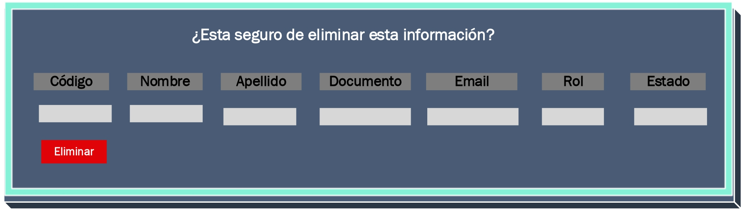 ¿Esta seguro de eliminar esta información?
Código Nombre Apellido Documento Email Rol Estado
Eliminar